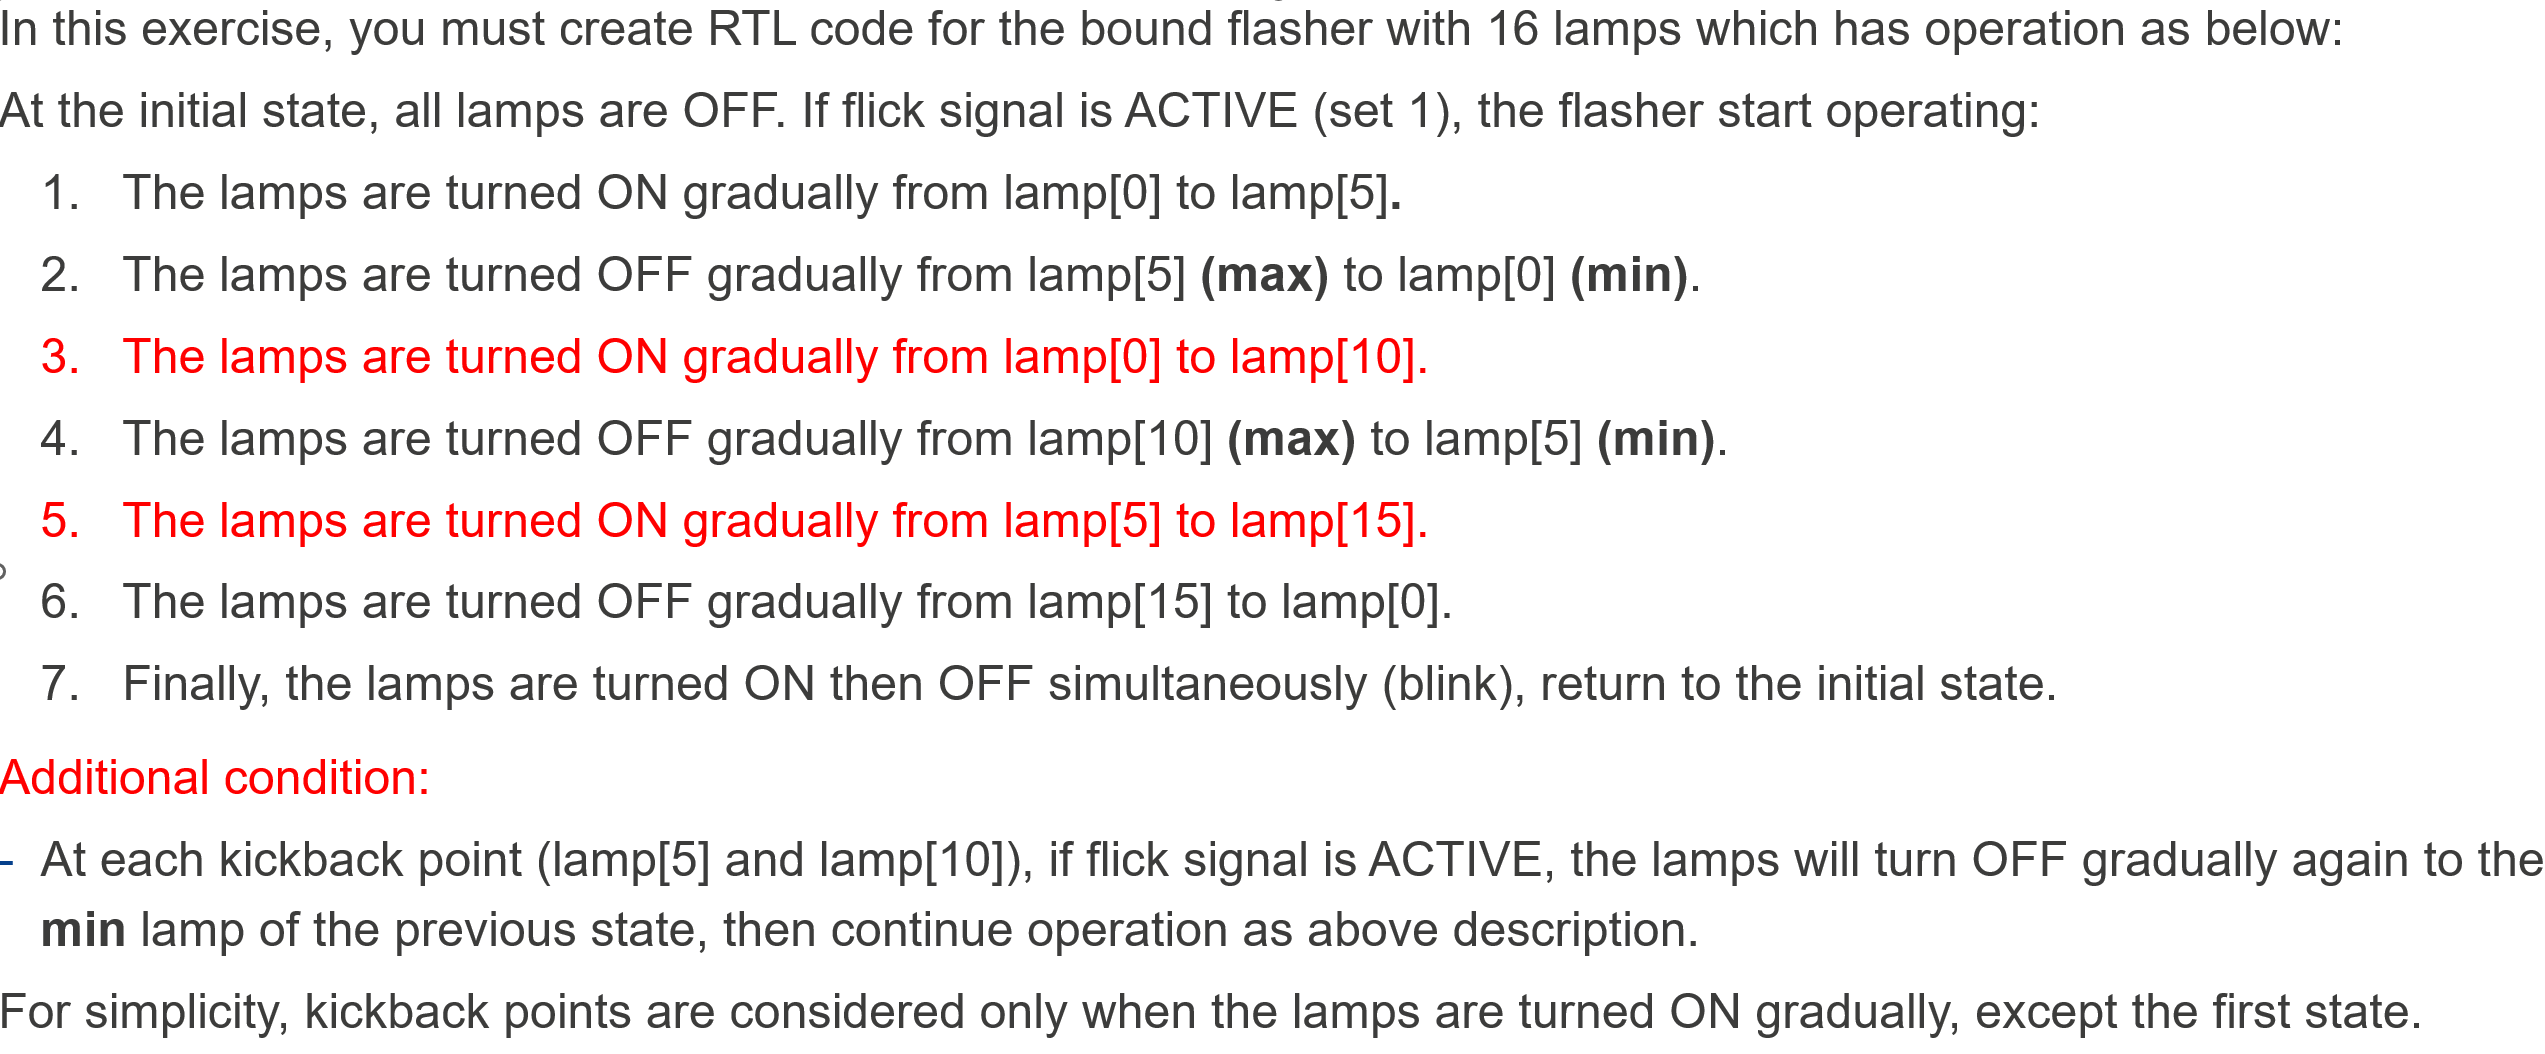 In this exercise, you must create RTL code for the bound flasher with 16 lamps which has operation as below:
At the initial state, all lamps are OFF. If flick signal is ACTIVE (set 1), the flasher start operating:
1. The lamps are turned ON gradually from lamp[0] to lamp[5].
2. The lamps are turned OFF gradually from lamp[5] (max) to lamp[0] (min).
3. The lamps are turned ON gradually from lamp[0] to lamp[10].
4. The lamps are turned OFF gradually from lamp[10] (max) to lamp[5] (min).
5. The lamps are turned ON gradually from lamp[5] to lamp[15].
6. The lamps are turned OFF gradually from lamp[15] to lamp[0].
7. Finally, the lamps are turned ON then OFF simultaneously (blink), return to the initial state.
Additional condition:
- At each kickback point (lamp[5] and lamp[10]), if flick signal is ACTIVE, the lamps will turn OFF gradually again to the
min lamp of the previous state, then continue operation as above description.
For simplicity, kickback points are considered only when the lamps are turned ON gradually, except the first state.